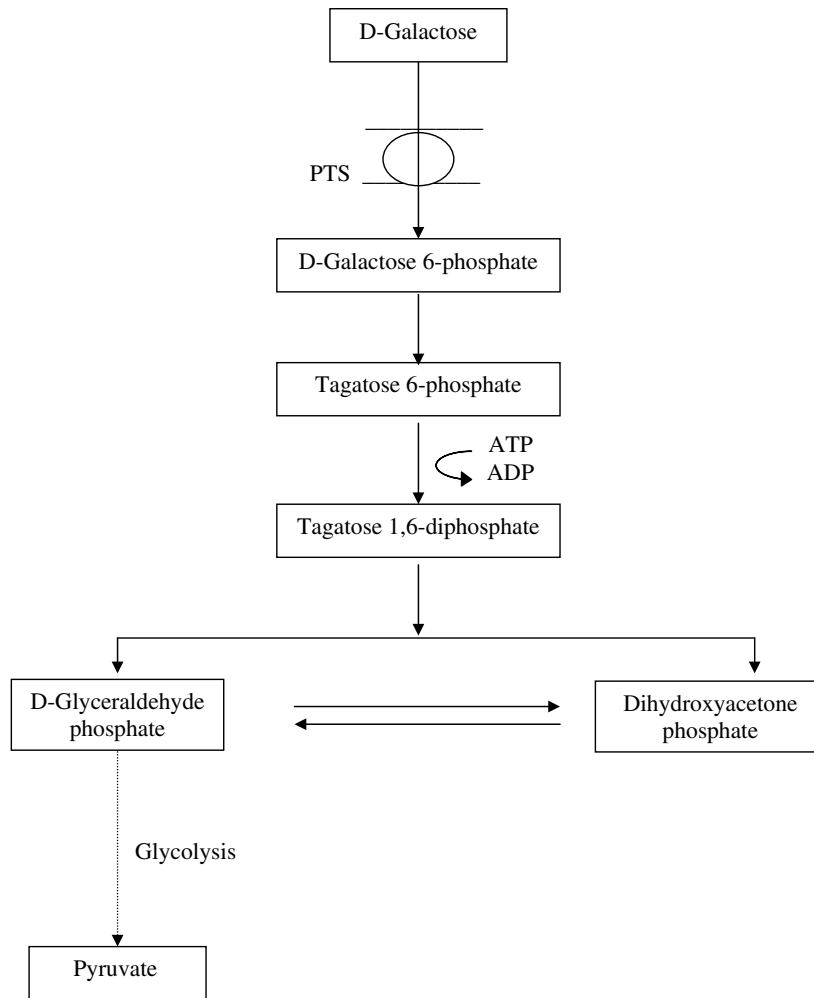 D-Galactose
PTS
D-Galactose 6-phosphate
Tagatose 6-phosphate
ATP
ADP
Tagatose 1,6-diphosphate
D-Glyceraldehyde
phosphate
Dihydroxyacetone
phosphate
Glycolysis
Pyruvate